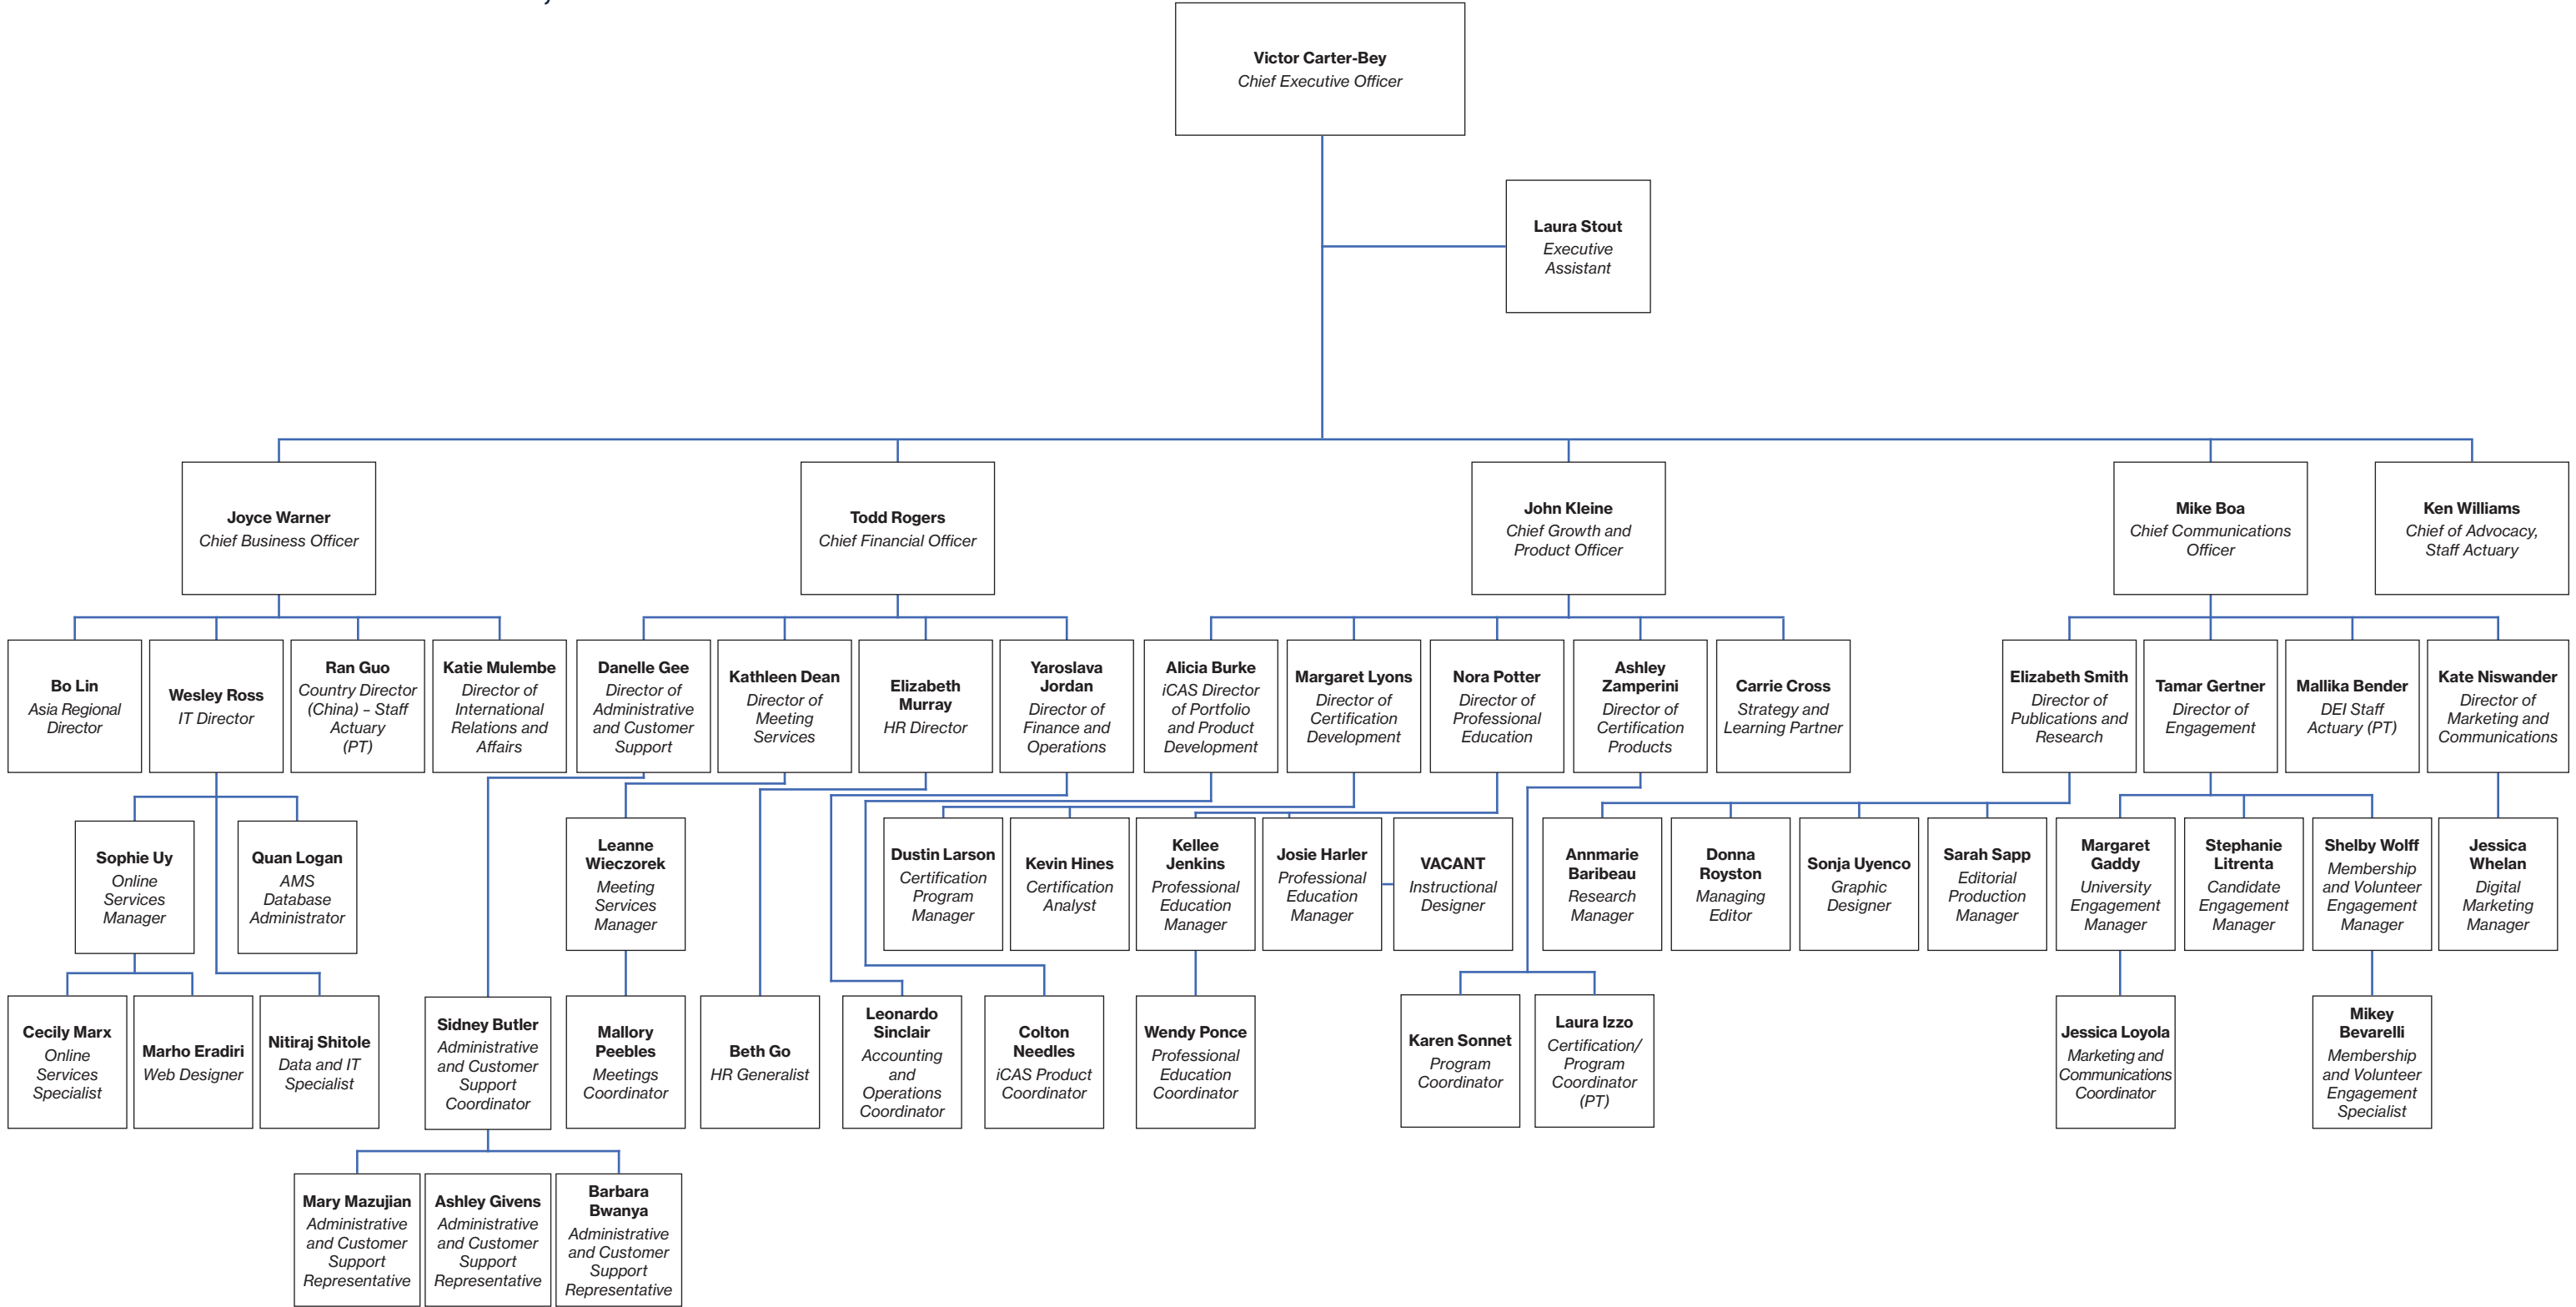 Victor Carter-Bey
Chief Executive Officer
Laura Stout
Executive
Assistant
Joyce Warner
Chief Business Officer
Todd Rogers
Chief Financial Officer
John Kleine
Chief Growth and
Product Officer
Mike Boa
Chief Communications
Officer
Ken Williams
Chief of Advocacy,
Staff Actuary
Bo Lin
Asia Regional
Director
Wesley Ross
IT Director
Ran Guo
Country Director
(China) – Staff
Actuary
(PT)
Katie Mulembe
Director of
International
Relations and
Affairs
Danelle Gee
Director of
Administrative
and Customer
Support
Kathleen Dean
Director of
Meeting
Services
Elizabeth
Murray
HR Director
Yaroslava
Jordan
Director of
Finance and
Operations
Alicia Burke
iCAS Director
of Portfolio
and Product
Development
Margaret Lyons
Director of
Certification
Development
Nora Potter
Director of
Professional
Education
Ashley
Zamperini
Director of
Certification
Products
Carrie Cross
Strategy and
Learning Partner
Elizabeth Smith
Director of
Publications and
Research
Tamar Gertner
Director of
Engagement
Mallika Bender
DEI Staff
Actuary (PT)
Kate Niswander
Director of
Marketing and
Communications
Sophie Uy
Online
Services
Manager
Quan Logan
AMS
Database
Administrator
Leanne
Wieczorek
Meeting
Services
Manager
Dustin Larson
Certification
Program
Manager
Kevin Hines
Certification
Analyst
Kellee
Jenkins
Professional
Education
Manager
Josie Harler
Professional
Education
Manager
VACANT
Instructional
Designer
Annmarie
Baribeau
Research
Manager
Donna
Royston
Managing
Editor
Sonja Uyenco
Graphic
Designer
Sarah Sapp
Editorial
Production
Manager
Margaret
Gaddy
University
Engagement
Manager
Stephanie
Litrenta
Candidate
Engagement
Manager
Shelby Wolff
Membership
and Volunteer
Engagement
Manager
Jessica
Whelan
Digital
Marketing
Manager
Cecily Marx
Online
Services
Specialist
Marho Eradiri
Web Designer
Nitiraj Shitole
Data and IT
Specialist
Sidney Butler
Administrative
and Customer
Support
Coordinator
Mallory
Peebles
Meetings
Coordinator
Beth Go
HR Generalist
Leonardo
Sinclair
Accounting
and
Operations
Coordinator
Colton
Needles
iCAS Product
Coordinator
Wendy Ponce
Professional
Education
Coordinator
Karen Sonnet
Program
Coordinator
Laura Izzo
Certification/
Program
Coordinator
(PT)
Jessica Loyola
Marketing and
Communications
Coordinator
Mikey
Bevarelli
Membership
and Volunteer
Engagement
Specialist
Mary Mazujian
Administrative
and Customer
Support
Representative
Ashley Givens
Administrative
and Customer
Support
Representative
Barbara
Bwanya
Administrative
and Customer
Support
Representative